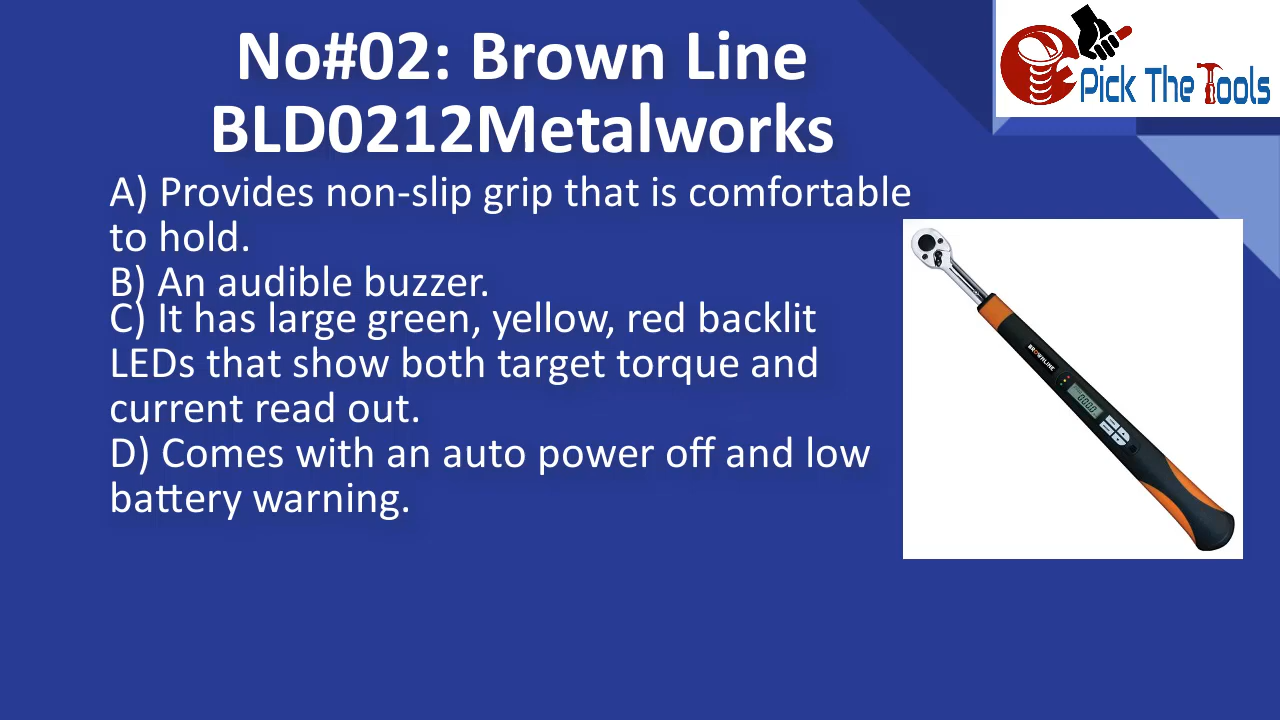 No#02: Brown Line
BLD0212Metalworks
Pick The Tools
A) Provides non-slip grip that is comfortable
to hold.
B) An audible buzzer.
C) It has large green, yellow, red backlit
LEDs that show both target torque and
current read out.
D) Comes with an auto power off and low
battery warning.
BROWNLINE
0000